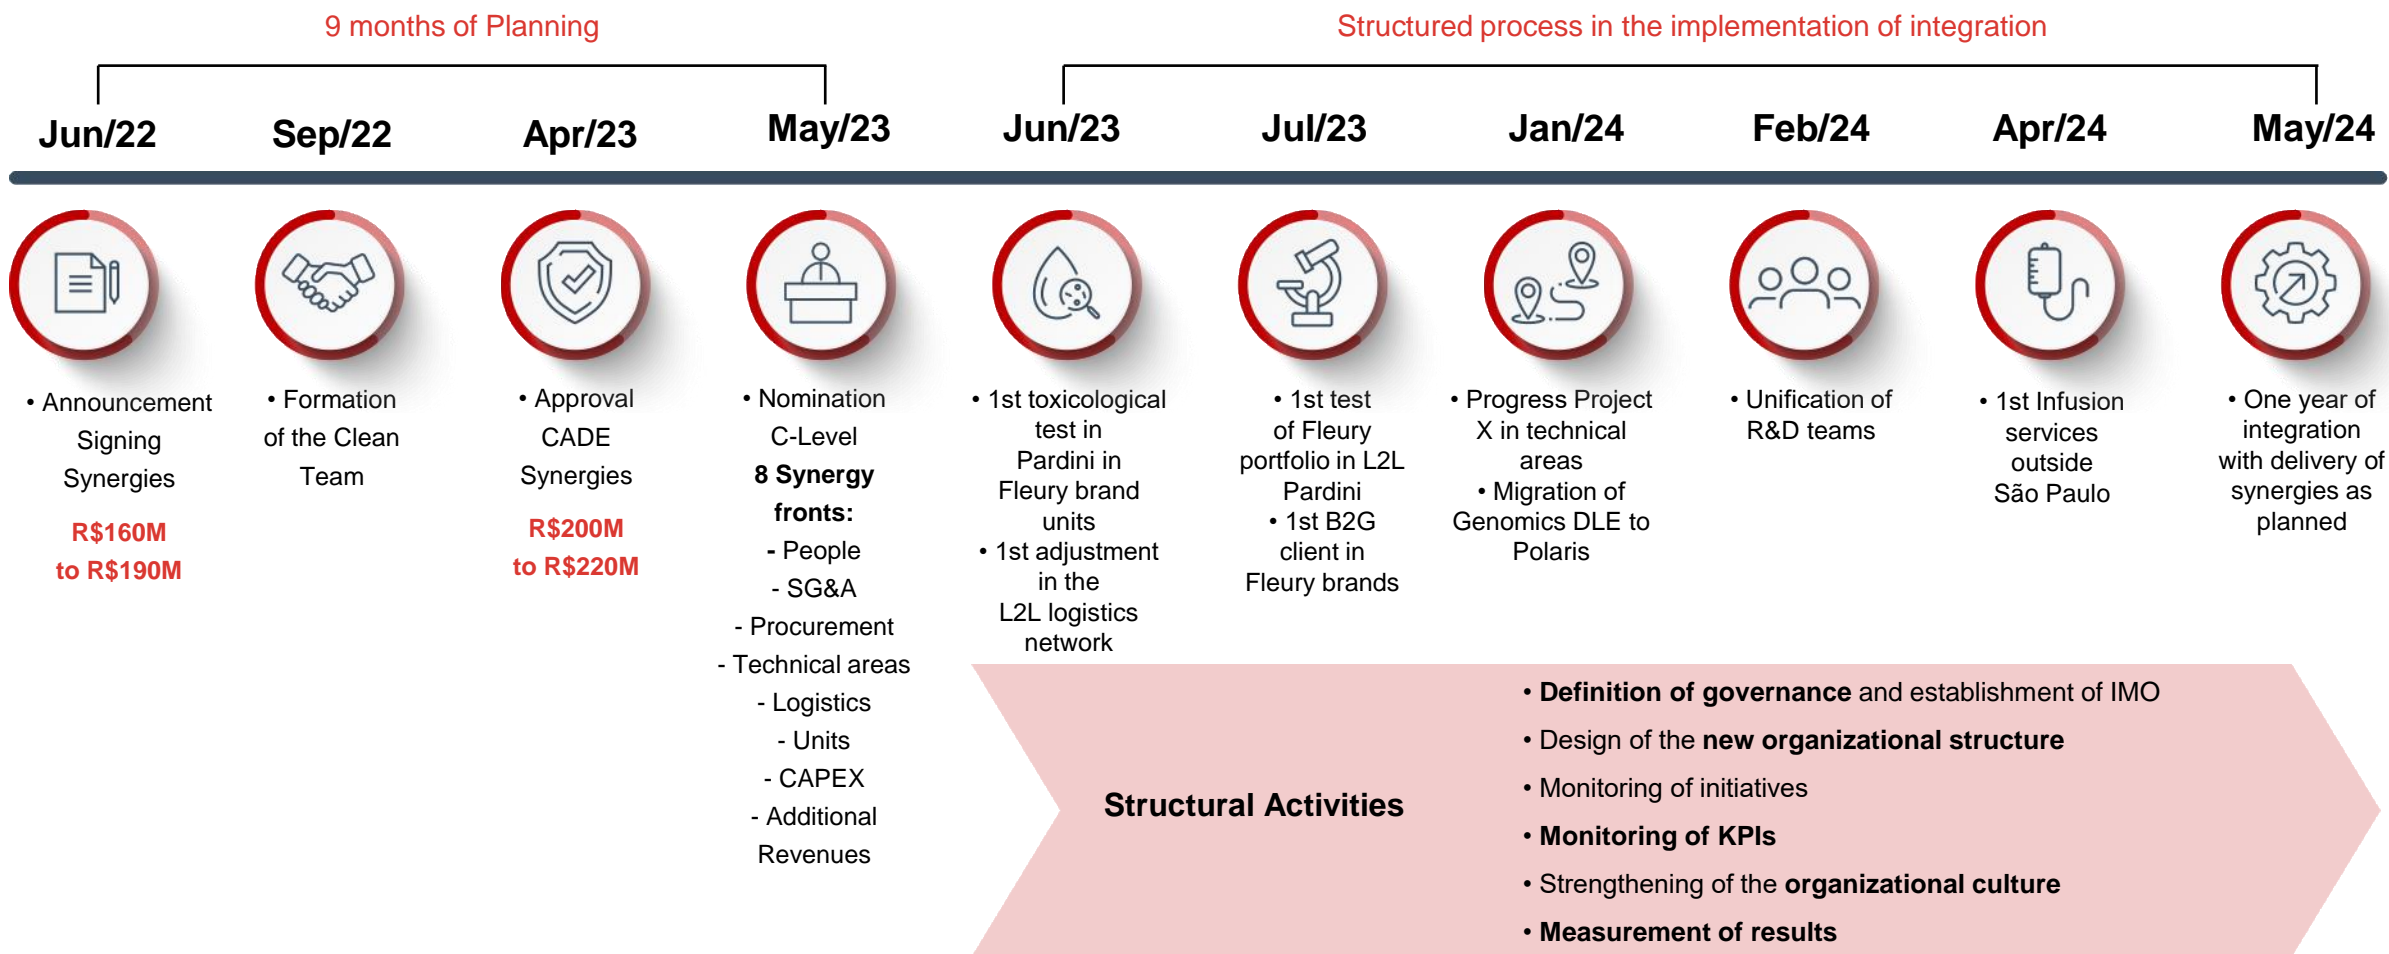 9 months of Planning
Structured process in the implementation of integration
Jun/22
Sep/22
Apr/23
May/23
Jun/23
Jul/23
Jan/24
Feb/24
Apr/24
May/24
• Announcement
Signing
Synergies
R$160M
to R$190M
• Formation
of the Clean
Team
• Approval
CADE
Synergies
R$200M
to R$220M
• Nomination
C-Level
8 Synergy
fronts:
- People
- SG&A
- Procurement
- Technical areas
- Logistics
- Units
- CAPEX
- Additional
Revenues
• 1st toxicological
test in
Pardini in
Fleury brand
units
• 1st adjustment
in the
L2L logistics
network
• 1st test
of Fleury
portfolio in L2L
Pardini
• 1st B2G
client in
Fleury brands
• Progress Project
X in technical
areas
• Migration of
Genomics DLE to
Polaris
• Unification of
R&D teams
• 1st Infusion
services
outside
São Paulo
• One year of
integration
with delivery of
synergies as
planned
Structural Activities
• Definition of governance and establishment of IMO
• Design of the new organizational structure
• Monitoring of initiatives
• Monitoring of KPIs
• Strengthening of the organizational culture
• Measurement of results